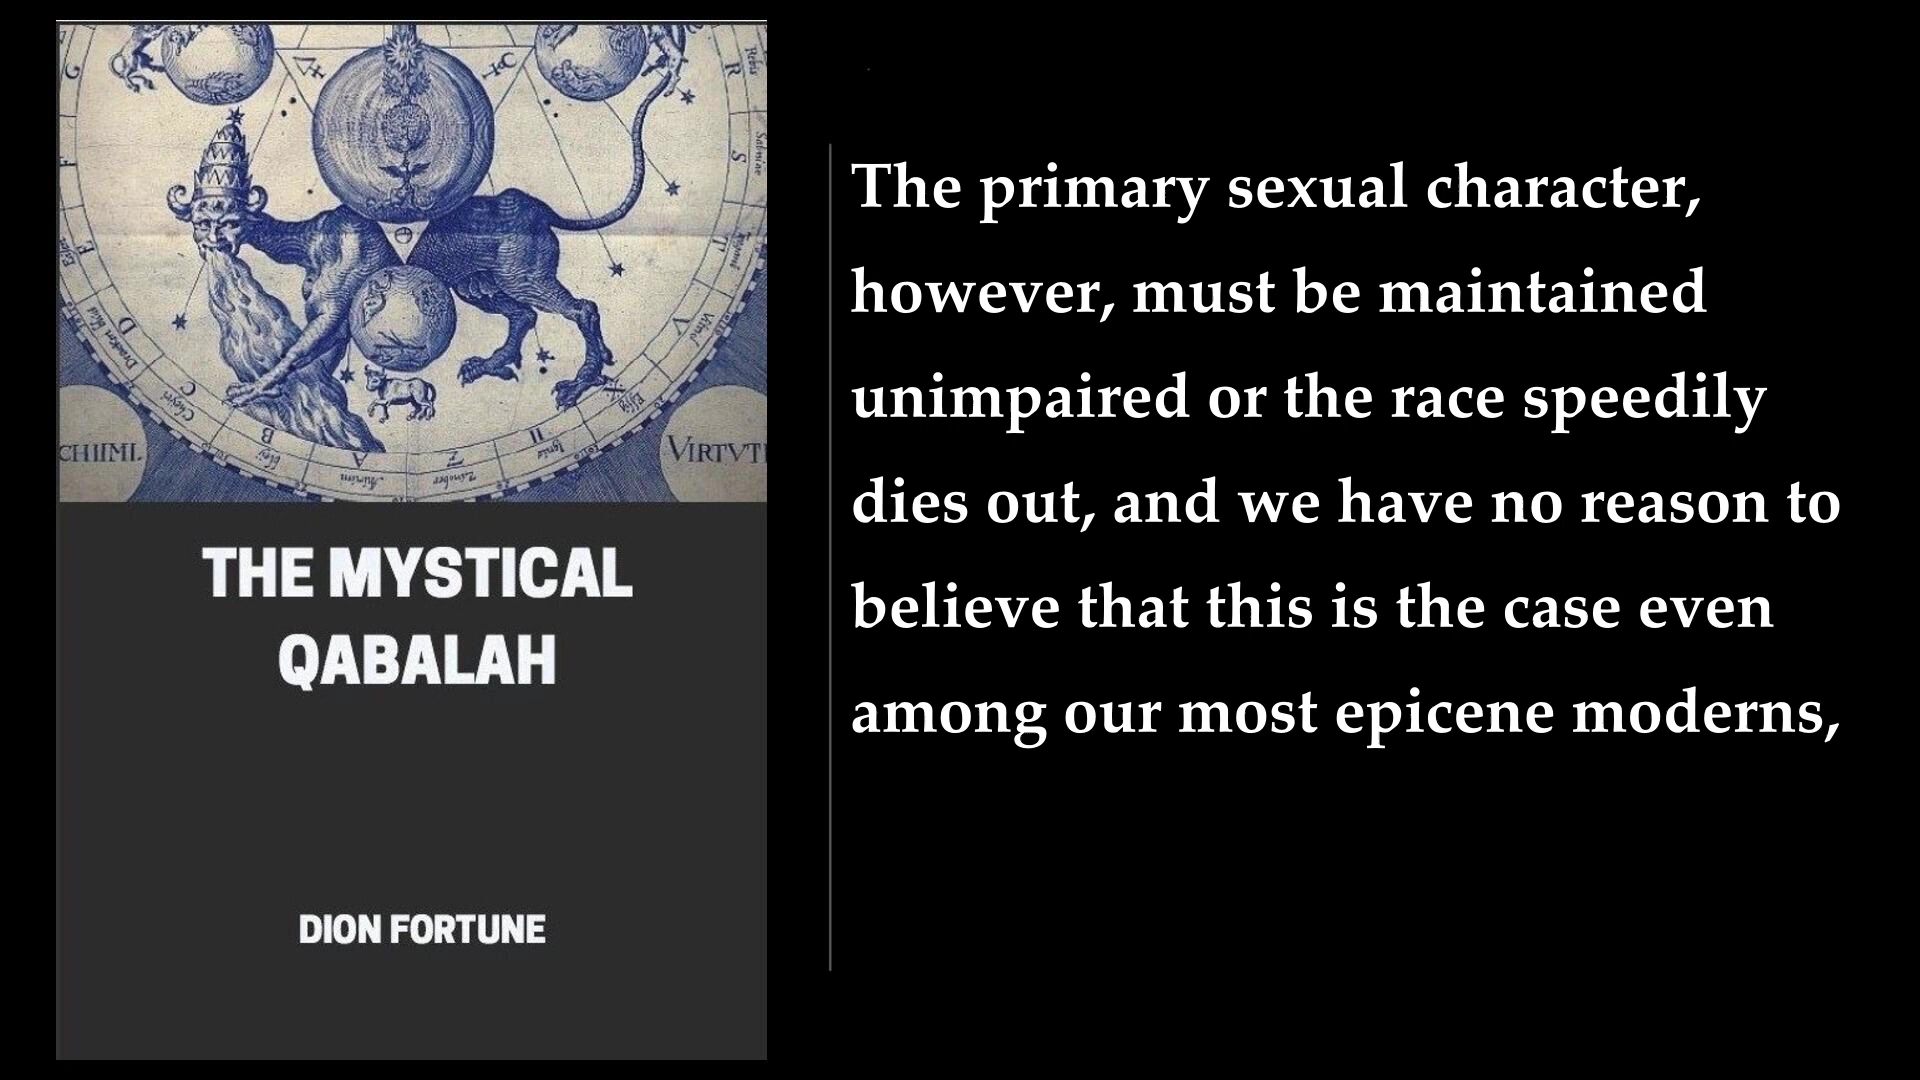 CHIIMI.
VIRTVTI
THE MYSTICAL
QABALAH
DION FORTUNE
The primary sexual character,
however, must be maintained
unimpaired or the race speedily
dies out, and we have no reason to
believe that this is the case even
among our most epicene moderns,